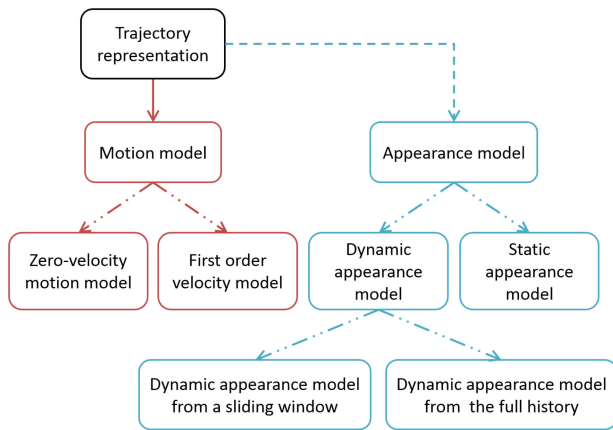 Trajectory
representation
Motion model
Appearance model
Zero-velocity
motion model
First order
velocity model
Dynamic
appearance
model
Static
appearance
model
Dynamic appearance model
from a sliding window
Dynamic appearance model
from the full history